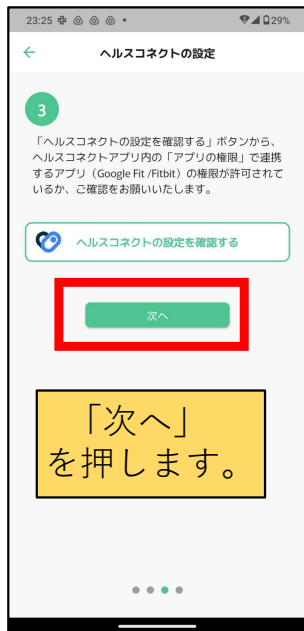 23:25 29%
ヘルスコネクトの設定
3
「ヘルスコネクトの設定を確認する」ボタンから、
ヘルスコネクトアプリ内の「アプリの権限」で連携
するアプリ（Google Fit /Fitbit）の権限が許可されて
いるか、ご確認をお願いいたします。
ヘルスコネクトの設定を確認する
次へ
「次へ」
を押します。